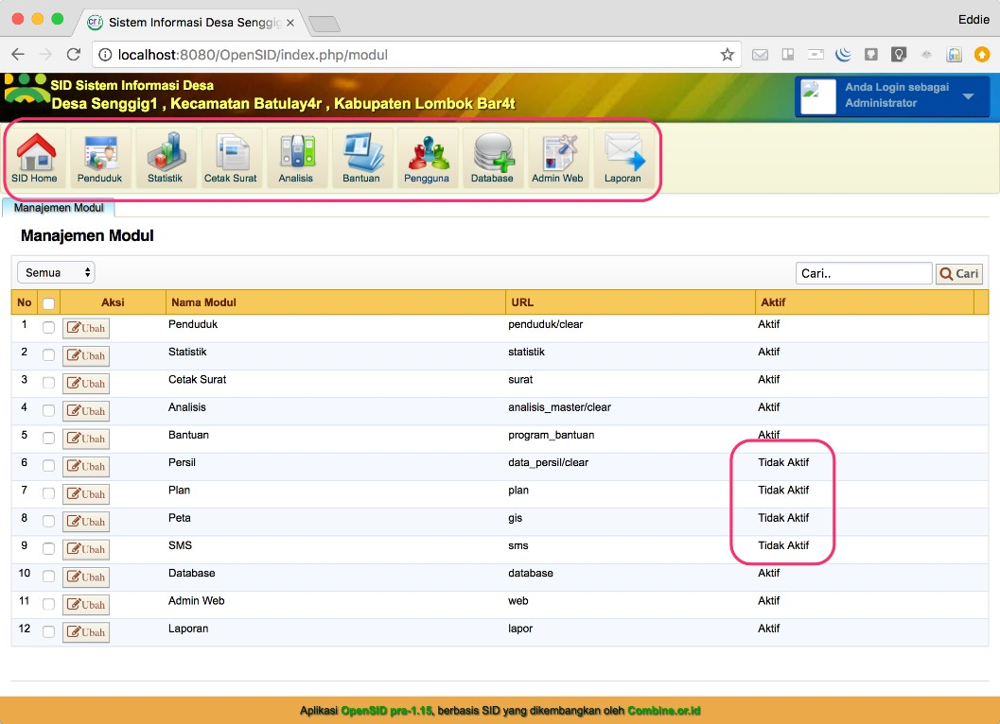 Eddie
Sistem Informasi Desa Senggig
localhost:8080/OpenSID/index.php/modul
SID Sistem Informasi Desa
Desa Senggig1 , Kecamatan Batulay4r , Kabupaten Lombok Bar4t
Anda Login sebagai
Administrator
SID Home Penduduk Statistik Cetak Surat Analisis Bantuan Pengguna Database Admin Web Laporan
Manajemen Modul
Manajemen Modul
Semua Cari.. Cari
No Aksi Nama Modul URL Aktif
1 Ubah Penduduk penduduk/clear Aktif
2 Ubah Statistik statistik Aktif
3 Ubah Cetak Surat surat Aktif
4 Ubah Analisis analisis_master/clear Aktif
5 Ubah Bantuan program_bantuan Aktif
6 Ubah Persil data_persil/clear Tidak Aktif
7 Ubah Plan plan Tidak Aktif
8 Ubah Peta gis Tidak Aktif
9 Ubah SMS sms Tidak Aktif
10 Ubah Database database Aktif
11 Ubah Admin Web web Aktif
12 Ubah Laporan lapor Aktif
Aplikasi OpenSID pra-1.15, berbasis SID yang dikembangkan oleh Combine.or.id